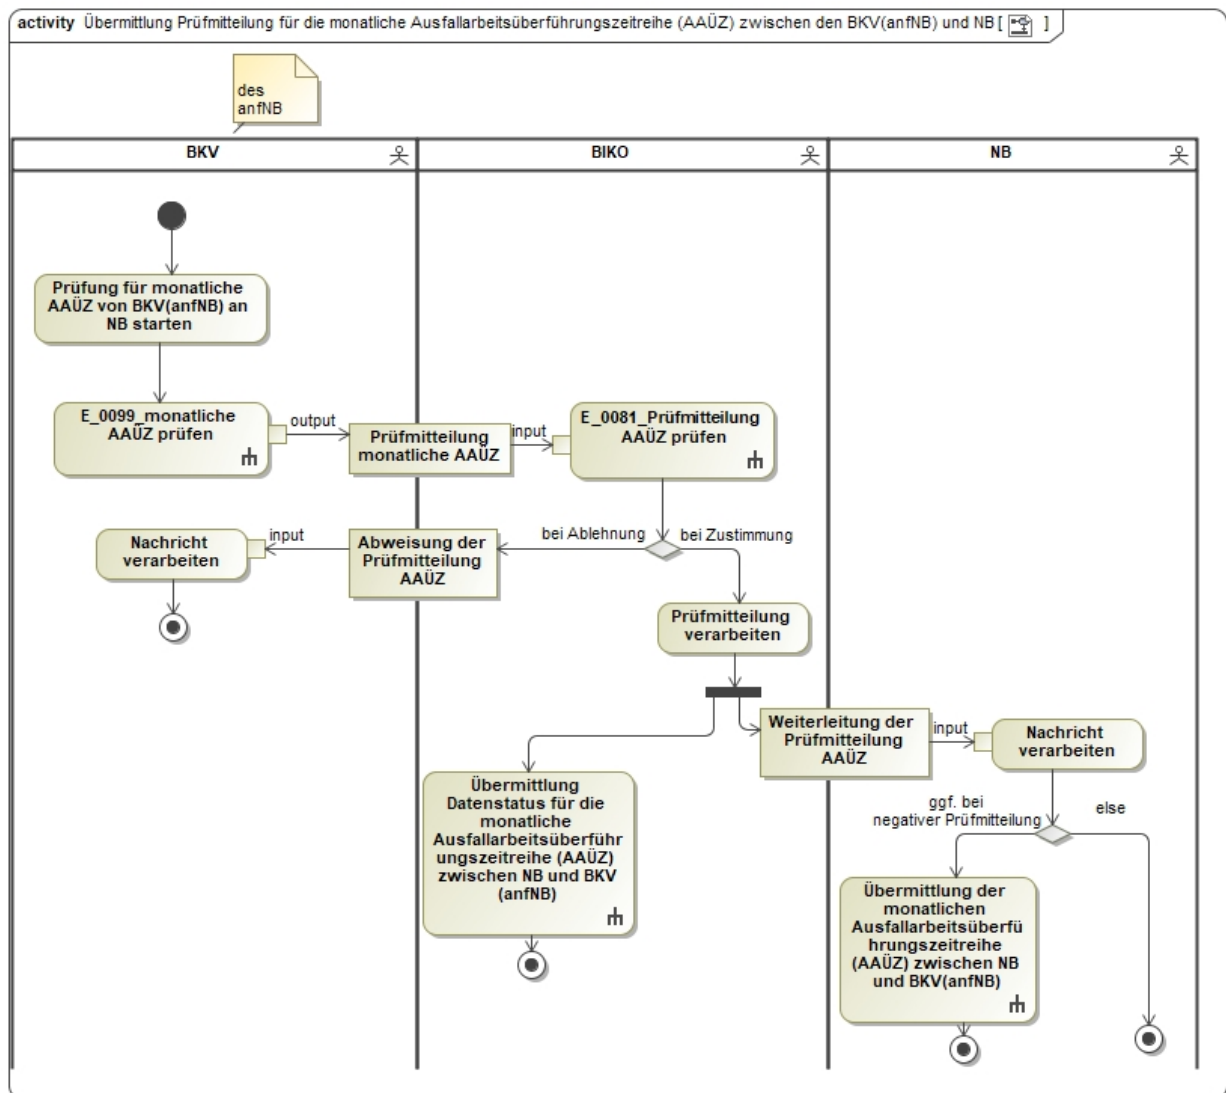 activity Übermittlung Prüfmitteilung für die monatliche Ausfallarbeitsüberführungszeitreihe (AAÜZ) zwischen den BKV(anfNB) und NB [ ]
des
anfNB
BKV
BIKO
NB
Prüfung für monatliche
AAÜZ von BKV(anfNB) an
NB starten
E_0099_monatliche
AAÜZ prüfen
output
Prüfmitteilung
monatliche AAÜZ
input
E_0081_Prüfmitteilung
AAÜZ prüfen
Nachricht
verarbeiten
input
Abweisung der
Prüfmitteilung
AAÜZ
bei Ablehnung
bei Zustimmung
Prüfmitteilung
verarbeiten
Weiterleitung der
Prüfmitteilung
AAÜZ
input
Nachricht
verarbeiten
Übermittlung
Datenstatus für die
monatliche
Ausfallarbeitsüberführ
ungszeitreihe (AAÜZ)
zwischen NB und BKV
(anfNB)
ggf. bei
negativer Prüfmitteilung
else
Übermittlung der
monatlichen
Ausfallarbeitsüberfü
hrungszeitreihe
(AAÜZ) zwischen NB
und BKV(anfNB)